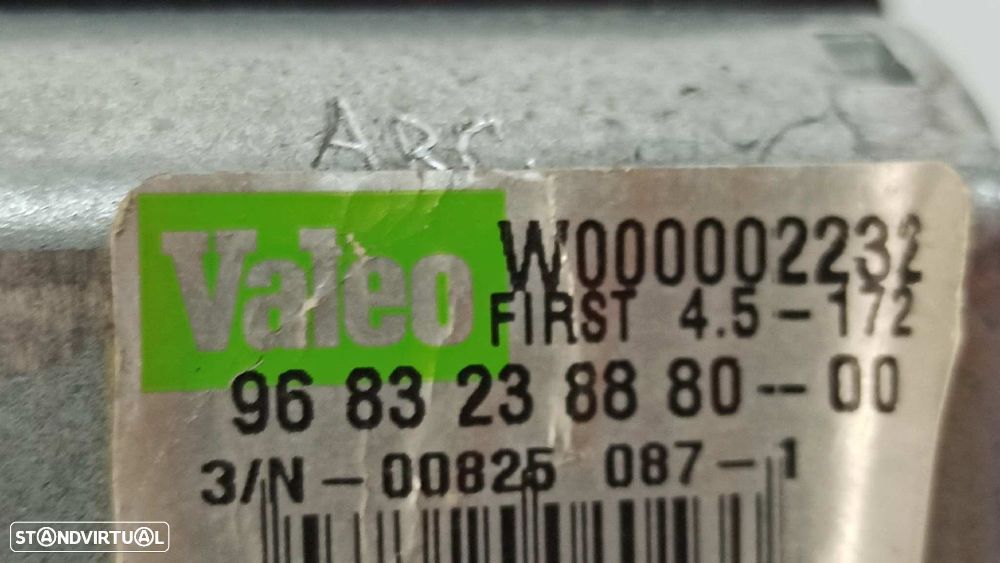 ARC
Valeo
W000002232
FIRST 4.5-172
96 83 23 88 80--00
3/N-00825 087-1
STANDVIRTUAL